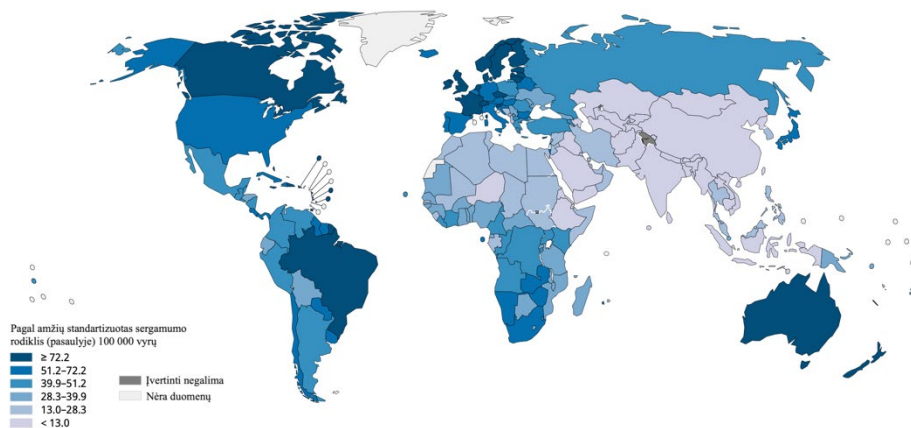 Pagal amžių standartizuotas sergamumo
rodiklis (pasaulyje) 100 000 vyrų
≥ 72.2
51.2–72.2
39.9–51.2
28.3–39.9
13.0–28.3
< 13.0
Įvertinti negalima
Nėra duomenų